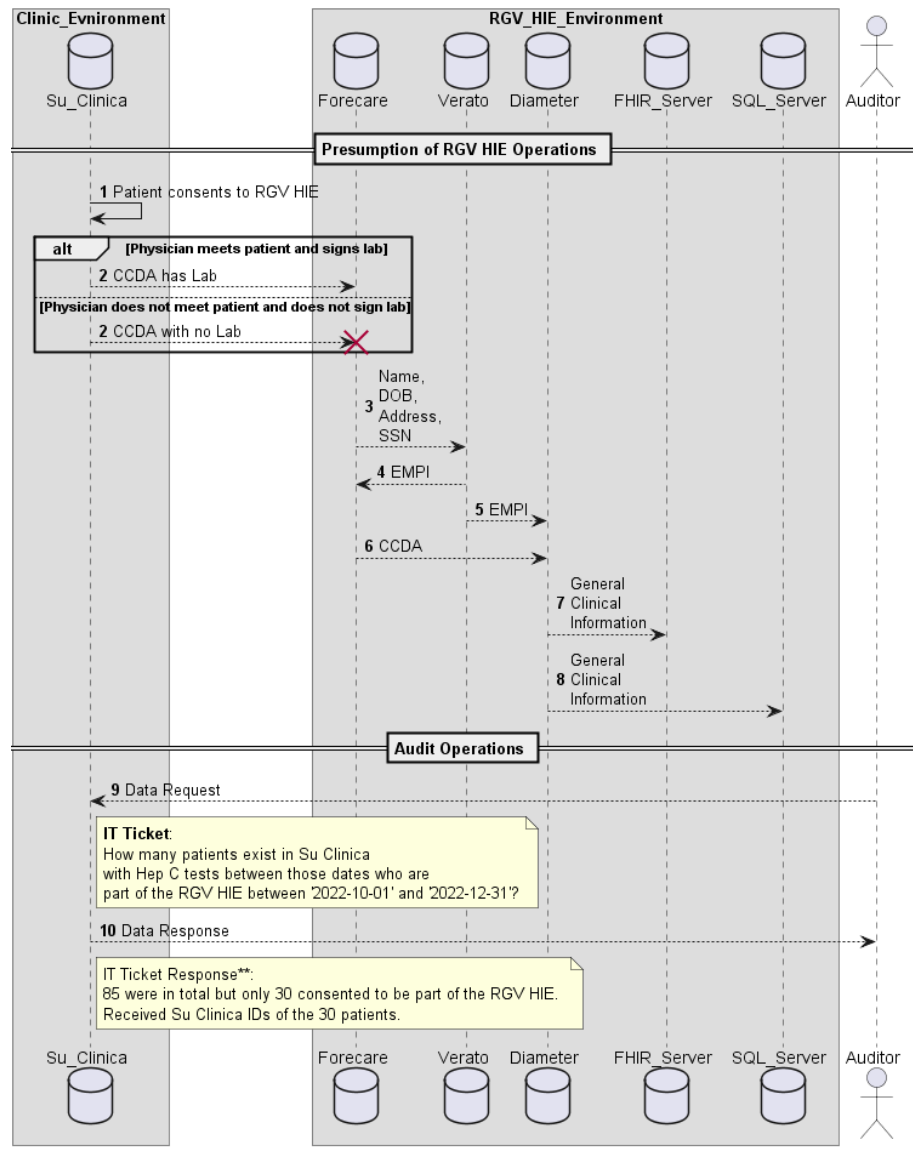 Clinic_Evnironment
RGV_HIE_Environment
Su_Clinica
Forecare
Verato
Diameter
FHIR_Server
SQL_Server
Auditor
Presumption of RGV HIE Operations
1 Patient consents to RGV HIE
alt
[Physician meets patient and signs lab]
2 CCDA has Lab
[Physician does not meet patient and does not sign lab]
2 CCDA with no Lab
Name,
DOB,
3 Address,
SSN
4 EMPI
5 EMPI
6 CCDA
General
7 Clinical
Information
General
8 Clinical
Information
Audit Operations
9 Data Request
IT Ticket:
How many patients exist in Su Clinica
with Hep C tests between those dates who are
part of the RGV HIE between '2022-10-01' and '2022-12-31'?
10 Data Response
IT Ticket Response**:
85 were in total but only 30 consented to be part of the RGV HIE.
Received Su Clinica IDs of the 30 patients.
Su_Clinica
Forecare
Verato
Diameter
FHIR_Server
SQL_Server
Auditor